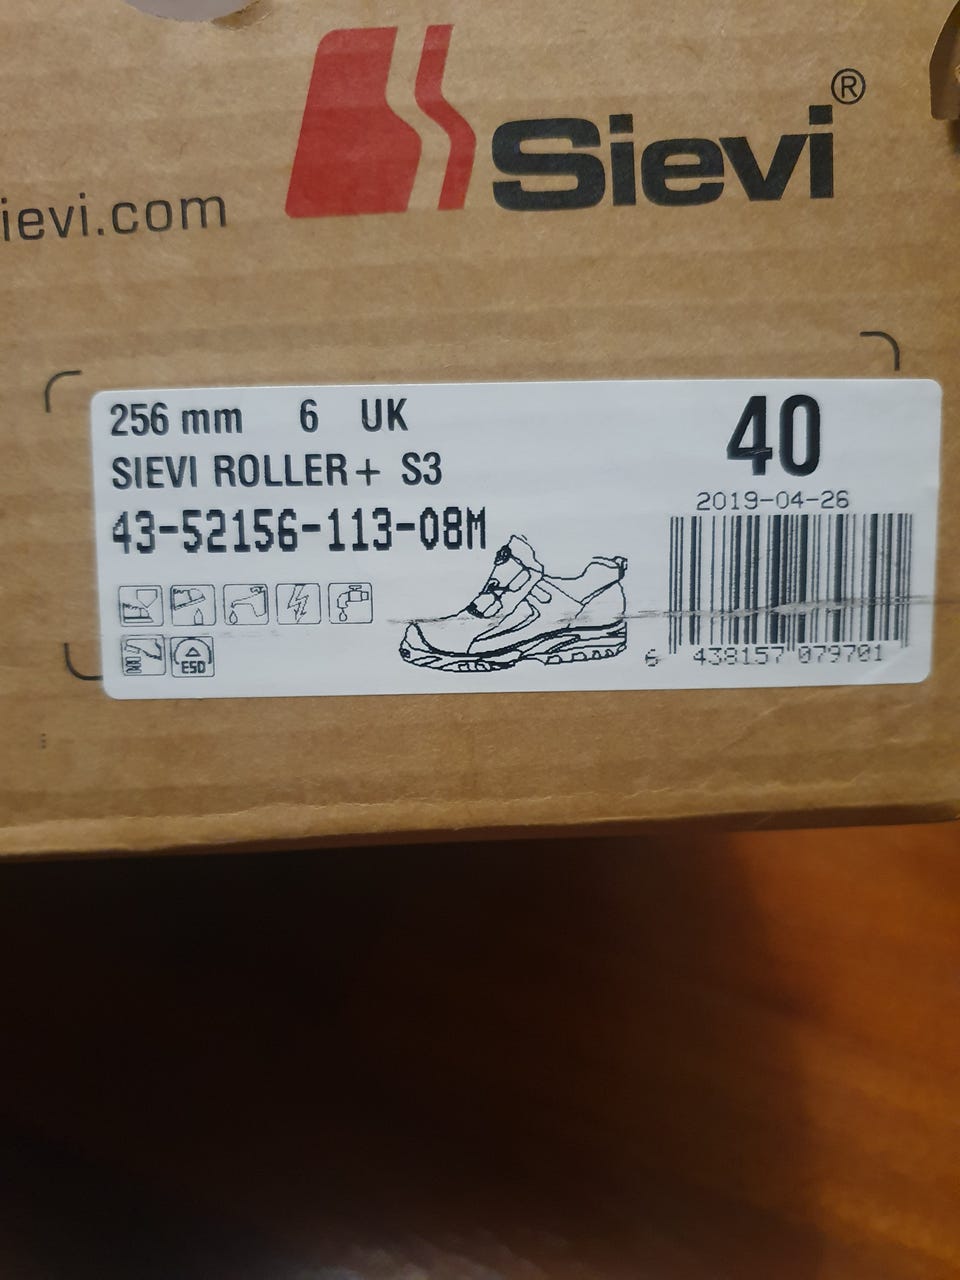 Sievi®
ievi.com
256 mm 6 UK
40
SIEVI ROLLER+ S3
2019-04-26
43-52156-113-08M
ESD
6 438157 079701